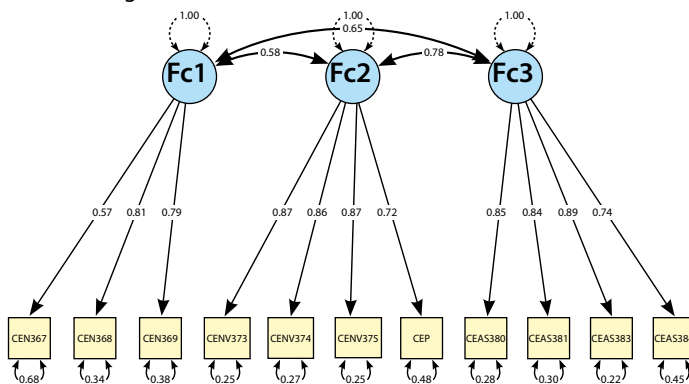 1.00 1.00 1.00
0.65
0.58 0.78
Fc1 Fc2 Fc3
0.57 0.81 0.79 0.87 0.86 0.87 0.72 0.85 0.84 0.89 0.74
CEN367 CEN368 CEN369 CENV373 CENV374 CENV375 CEP CEAS380 CEAS381 CEAS383 CEAS38
0.68 0.34 0.38 0.25 0.27 0.25 0.48 0.28 0.30 0.22 0.45